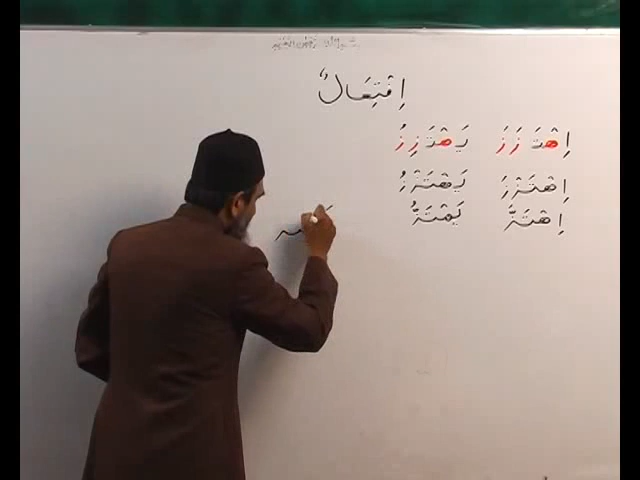 اِفْتِعَالٌ
اِهْتَزَزَ يَهْتَزِزُ
اِهْتَزْزَ يَهْتَزْزُ
اِهْتَزَّ يَهْتَزُّ